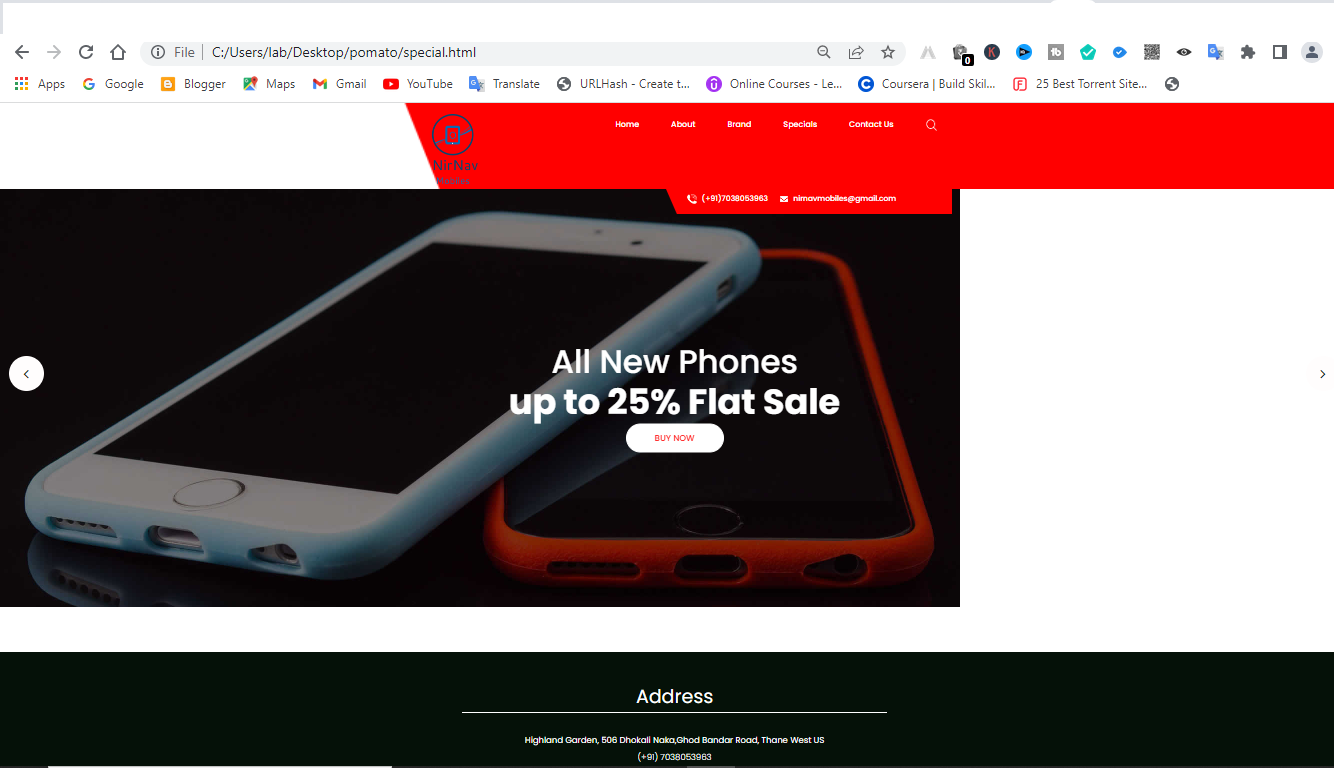 File | C:/Users/lab/Desktop/pomato/special.html
0
Apps Google Blogger Maps Gmail YouTube Translate URLHash - Create t... Online Courses - Le... Coursera | Build Skil... 25 Best Torrent Site...
Home About Brand Specials Contact Us
NitNav
(+91)7038053963 nimavmobiles@gmail.com
All New Phones
up to 25% Flat Sale
BUY NOW
Address
Highland Garden, 506 Dhokali Naka,Ghod Bandar Road, Thane West US
(+91) 7038053963